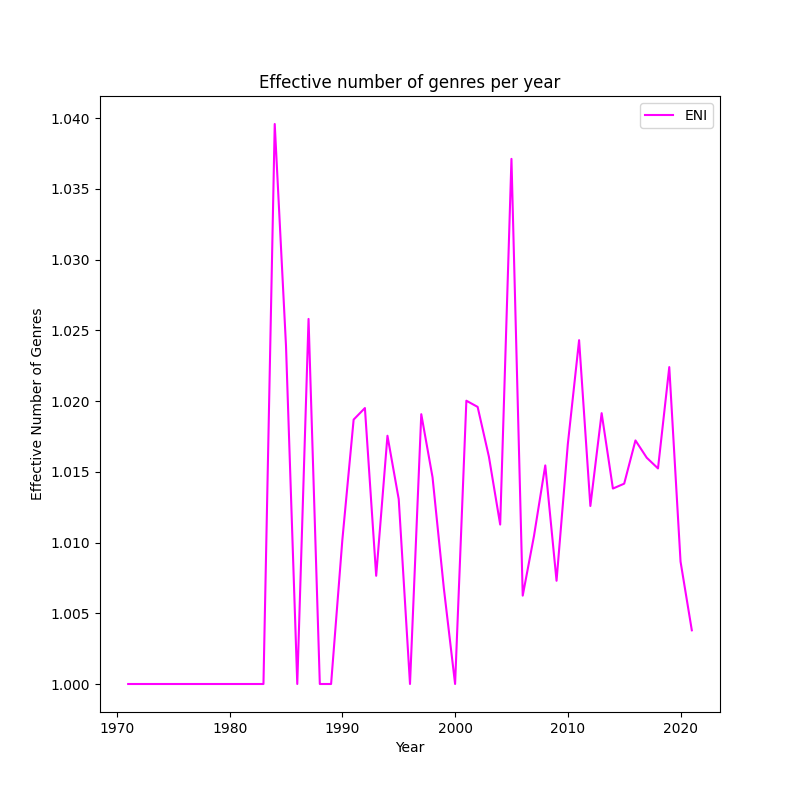 Effective number of genres per year
ENI
1.040
1.035
1.030
1.025
1.020
1.015
1.010
1.005
1.000
Effective Number of Genres
1970 1980 1990 2000 2010 2020
Year